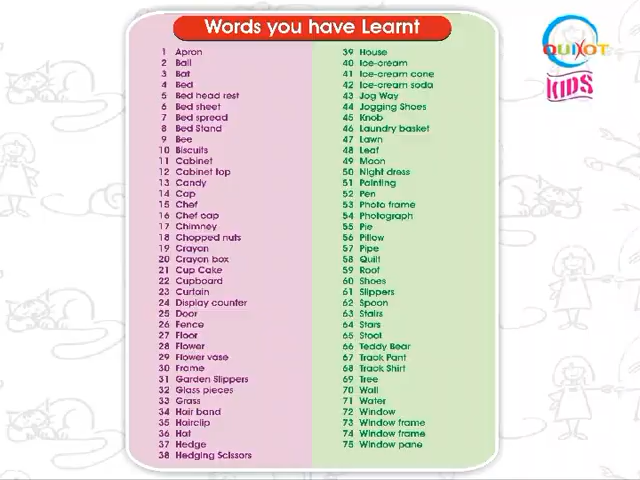 Words you have Learnt
QUIXOT
KIDS
1 Apron
2 Ball
3 Bat
4 Bed
5 Bed head rest
6 Bed sheet
7 Bed spread
8 Bed Stand
9 Bee
10 Biscuits
11 Cabinet
12 Cabinet top
13 Candy
14 Cap
15 Chef
16 Chef cap
17 Chimney
18 Chopped nuts
19 Crayon
20 Crayon box
21 Cup Cake
22 Cupboard
23 Curtain
24 Display counter
25 Door
26 Fence
27 Floor
28 Flower
29 Flower vase
30 Frame
31 Garden Slippers
32 Glass pieces
33 Grass
34 Hair band
35 Hairclip
36 Hat
37 Hedge
38 Hedging Scissors
39 House
40 Ice-cream
41 Ice-cream cone
42 Ice-cream soda
43 Jog Way
44 Jogging Shoes
45 Knob
46 Laundry basket
47 Lawn
48 Leaf
49 Moon
50 Night dress
51 Painting
52 Pen
53 Photo frame
54 Photograph
55 Pie
56 Pillow
57 Pipe
58 Quilt
59 Roof
60 Shoes
61 Slippers
62 Spoon
63 Stairs
64 Stars
65 Stool
66 Teddy Bear
67 Track Pant
68 Track Shirt
69 Tree
70 Wall
71 Water
72 Window
73 Window frame
74 Window frame
75 Window pane